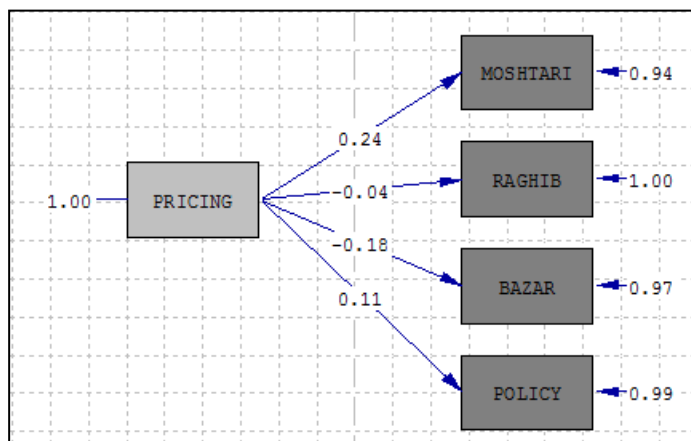 MOSHTARI
0.94
0.24
RAGHIB
1.00
-0.04
1.00
PRICING
-0.18
BAZAR
0.97
0.11
POLICY
0.99